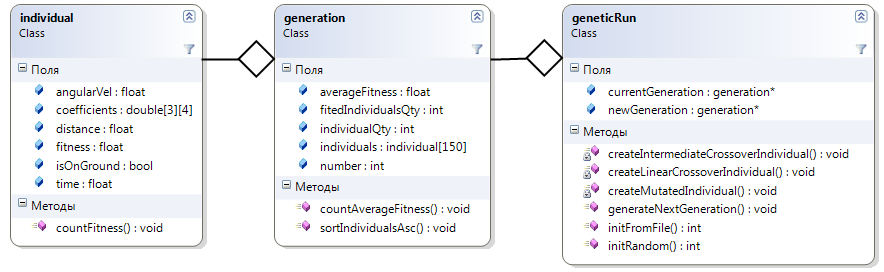 individual
Class
Поля
angularVel : float
coefficients : double[3][4]
distance : float
fitness : float
isOnGround : bool
time : float
Методы
countFitness() : void
generation
Class
Поля
averageFitness : float
fitedIndividualsQty : int
individualQty : int
individuals : individual[150]
number : int
Методы
countAverageFitness() : void
sortIndividualsAsc() : void
geneticRun
Class
Поля
currentGeneration : generation*
newGeneration : generation*
Методы
createIntermediateCrossoverIndividual() : void
createLinearCrossoverIndividual() : void
createMutatedIndividual() : void
generateNextGeneration() : void
initFromFile() : int
initRandom() : int